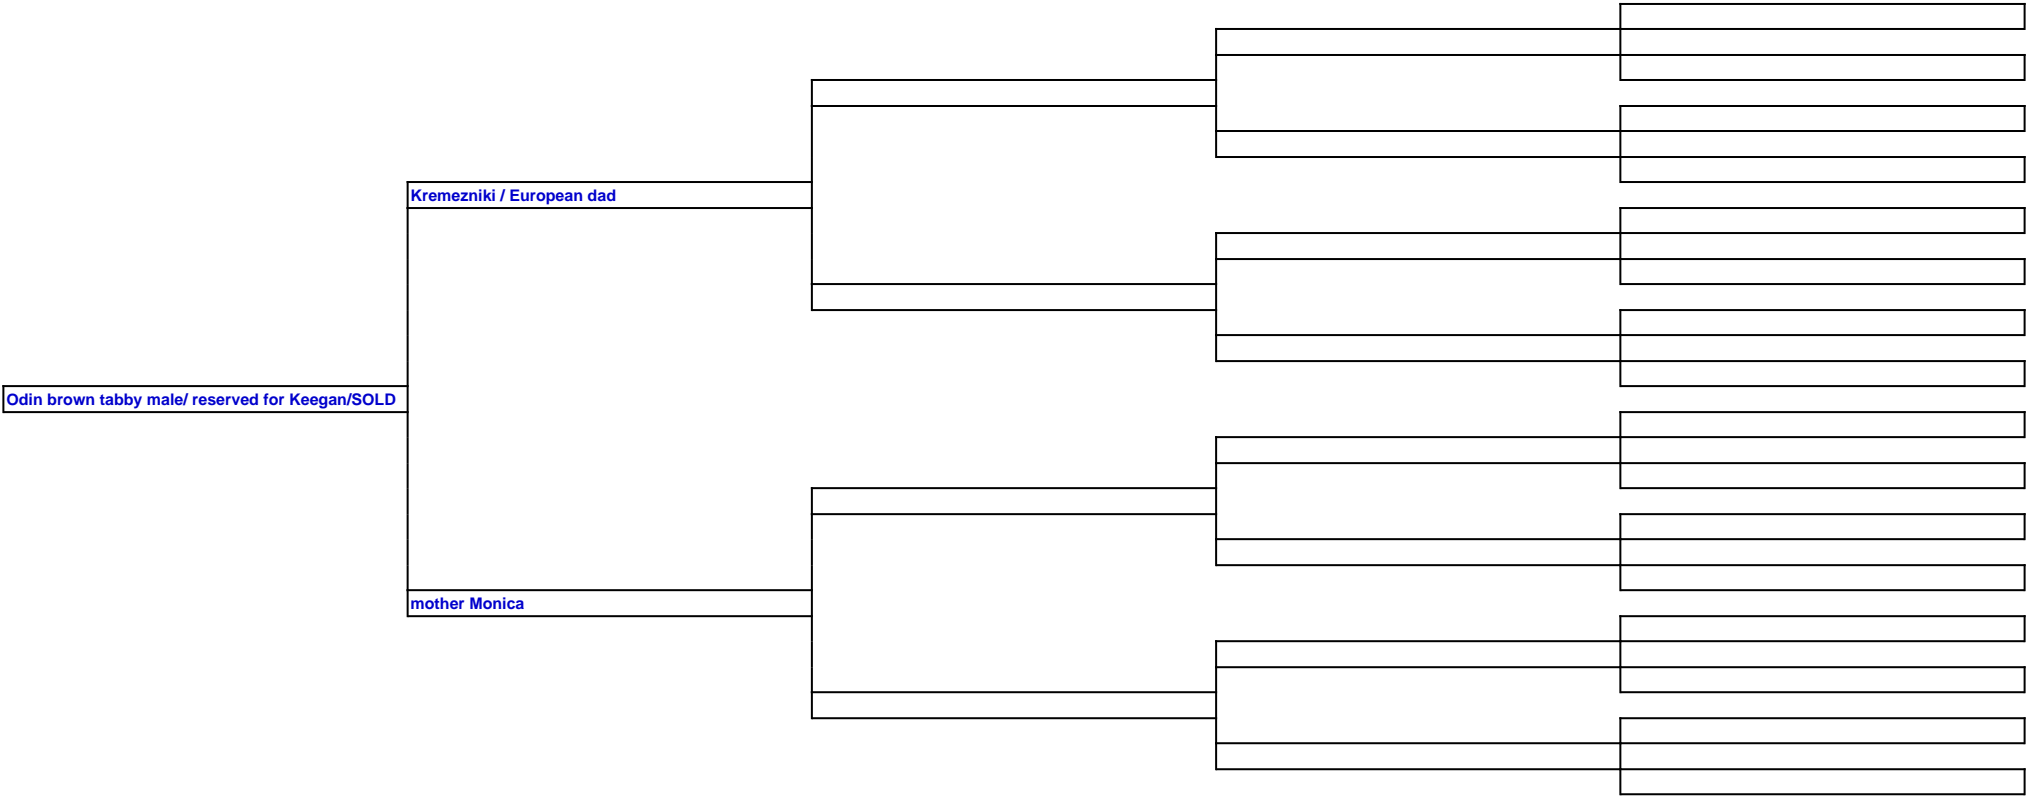 Kremezniki / European dad
Odin brown tabby male/ reserved for Keegan/SOLD
mother Monica